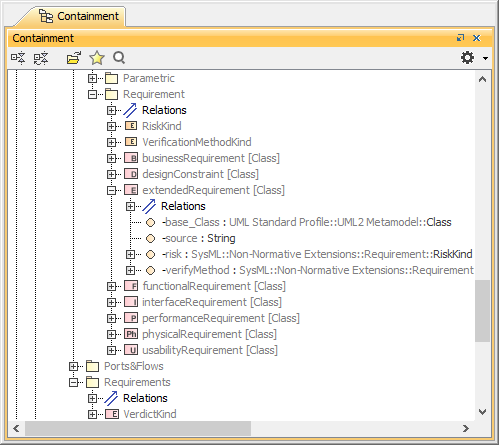 Containment
Containment
Parametric
Requirement
Relations
E RiskKind
E VerificationMethodKind
B businessRequirement [Class]
D designConstraint [Class]
E extendedRequirement [Class]
Relations
-base_Class : UML Standard Profile::UML2 Metamodel::Class
-source : String
-risk : SysML::Non-Normative Extensions::Requirement::RiskKind
-verifyMethod : SysML::Non-Normative Extensions::Requirement
F functionalRequirement [Class]
I interfaceRequirement [Class]
P performanceRequirement [Class]
Ph physicalRequirement [Class]
U usabilityRequirement [Class]
Ports&Flows
Requirements
Relations
E VerdictKind